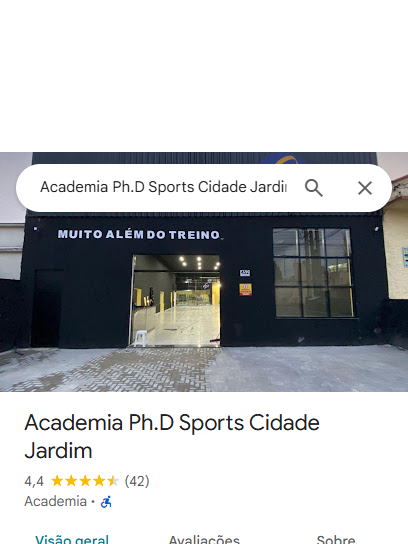 Academia Ph.D Sports Cidade Jardi
MUITO ALÉM DO TREINO
Academia Ph.D Sports Cidade
Jardim
4,4 (42)
Academia ·
Visão geral Avaliações Sobre